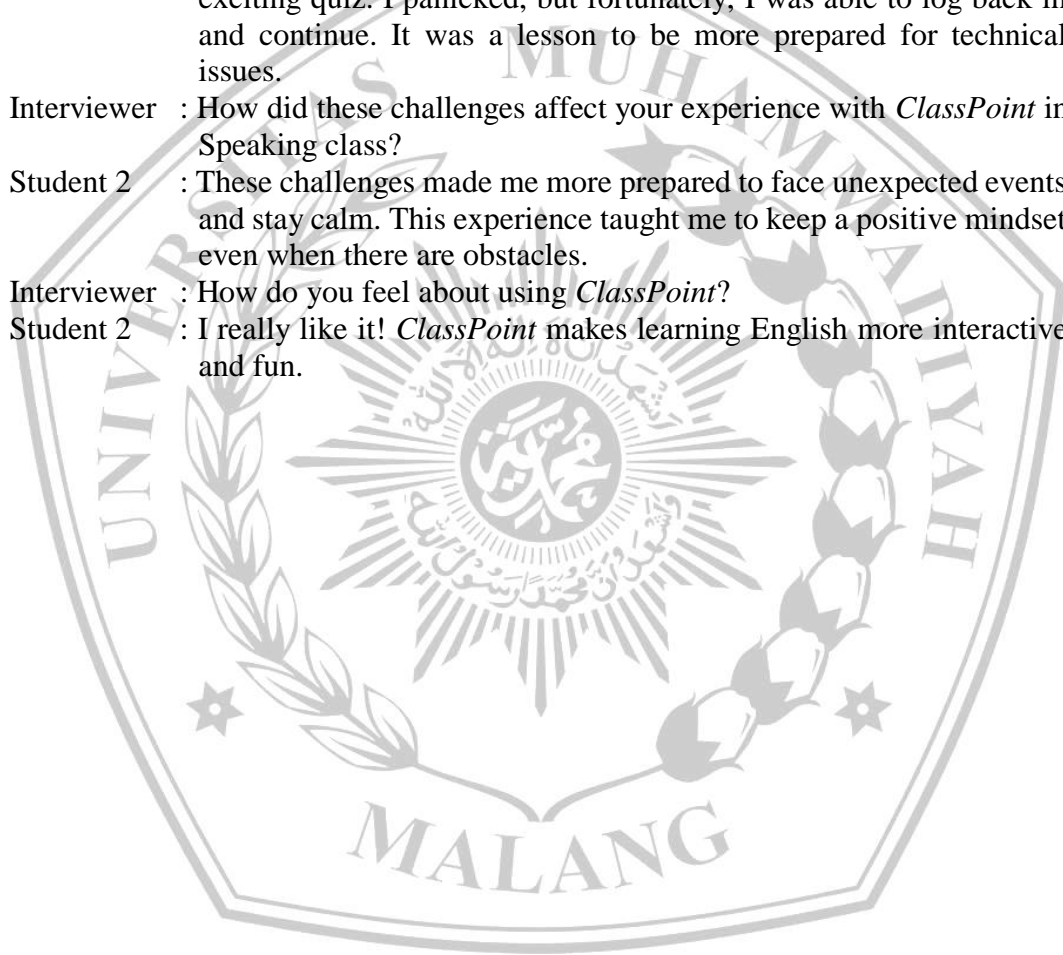 exciting quiz. I panicked, but fortunately, I was able to log back in
and continue. It was a lesson to be more prepared for technical
issues.
Interviewer : How did these challenges affect your experience with ClassPoint in
Speaking class?
Student 2 : These challenges made me more prepared to face unexpected events
and stay calm. This experience taught me to keep a positive mindset
even when there are obstacles.
Interviewer : How do you feel about using ClassPoint?
Student 2 : I really like it! ClassPoint makes learning English more interactive
and fun.
UNIVERSITAS MUHAMMADIYAH
MALANG